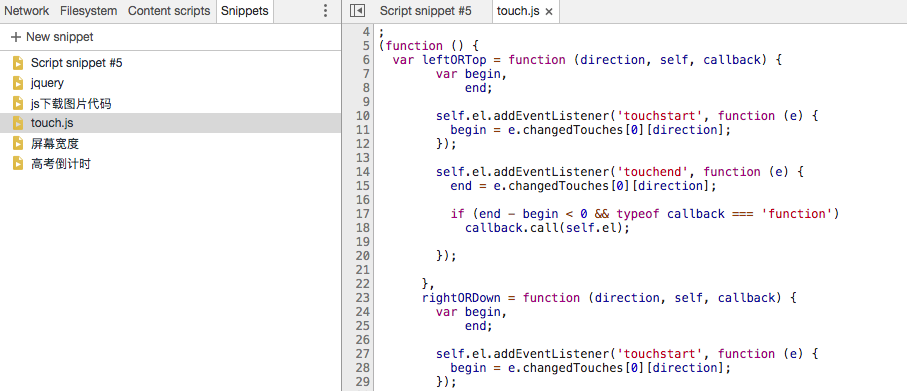 Network Filesystem Content scripts Snippets
+ New snippet
Script snippet #5
jquery
js下载图片代码
touch.js
屏幕宽度
高考倒计时
Script snippet #5 touch.js ×
4 ;
5 (function () {
6   var leftORTop = function (direction, self, callback) {
7         var begin,
8             end;
9
10         self.el.addEventListener('touchstart', function (e) {
11           begin = e.changedTouches[0][direction];
12         });
13
14         self.el.addEventListener('touchend', function (e) {
15           end = e.changedTouches[0][direction];
16
17           if (end - begin < 0 && typeof callback === 'function')
18             callback.call(self.el);
19
20         });
21
22       },
23       rightORDown = function (direction, self, callback) {
24         var begin,
25             end;
26
27         self.el.addEventListener('touchstart', function (e) {
28           begin = e.changedTouches[0][direction];
29         });